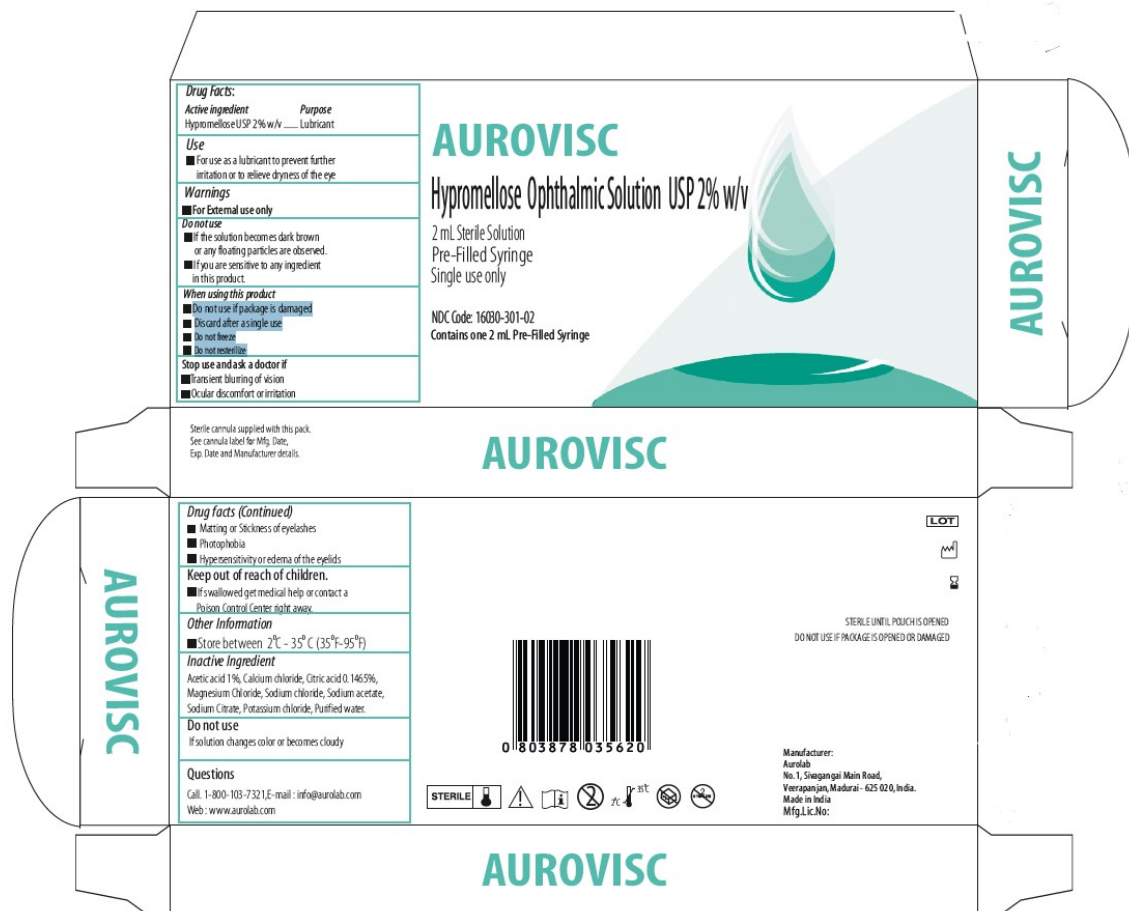 Drug Facts:
Active ingredient Purpose
Hypromellose USP 2% w/v ...... Lubricant
Use
For use as a lubricant to prevent further
irritation or to relieve dryness of the eye
Warnings
For External use only
Do not use
If the solution becomes dark brown
or any floating particles are observed.
If you are sensitive to any ingredient
in this product.
When using this product
Do not use if package is damaged
Discard after a single use
Do not freeze
Do not resterilize
Stop use and ask a doctor if
Transient blurring of vision
Ocular discomfort or irritation
AUROVISC
Hypromellose Ophthalmic Solution USP 2% w/v
2 mL Sterile Solution
Pre-Filled Syringe
Single use only
NDC Code: 16030-301-02
Contains one 2 mL Pre-Filled Syringe
AUROVISC
Sterile cannula supplied with this pack.
See cannula label for Mfg. Date,
Exp. Date and Manufacturer details.
AUROVISC
AUROVISC
Drug facts (Continued)
Matting or Stickness of eyelashes
Photophobia
Hypersensitivity or edema of the eyelids
Keep out of reach of children.
If swallowed get medical help or contact a
Poison Control Center right away.
Other Information
Store between 2°C - 35°C (35°F-95°F)
Inactive Ingredient
Acetic acid 1%, Calcium chloride, Citric acid 0.1465%,
Magnesium Chloride, Sodium chloride, Sodium acetate,
Sodium Citrate, Potassium chloride, Purified water.
Do not use
If solution changes color or becomes cloudy
Questions
Call. 1-800-103-7321,E-mail : info@aurolab.com
Web : www.aurolab.com
0 803878 035620
STERILE
2
35°C
LOT
STERILE UNTIL POUCH IS OPENED
DO NOT USE IF PACKAGE IS OPENED OR DAMAGED
Manufacturer:
Aurolab
No.1, Sivagangai Main Road,
Veerapanjan, Madurai - 625 020, India.
Made in India
Mfg.Lic.No:
AUROVISC